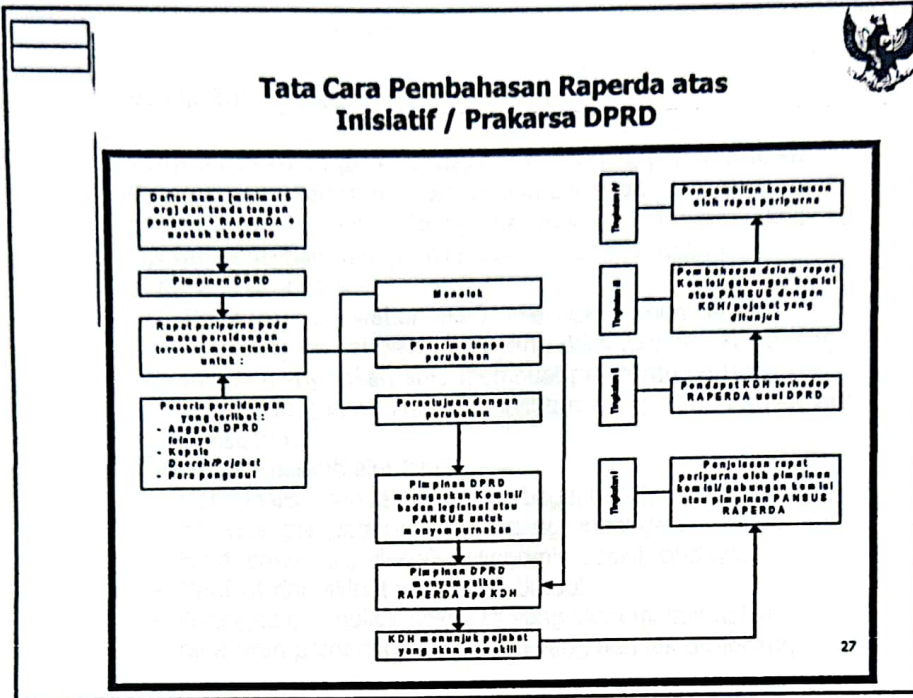 Tata Cara Pembahasan Raperda atas
Inisiatif / Prakarsa DPRD
Daftar nama (minimal 5
org) dan tanda tangan
pengusul + RAPERDA +
naskah akademis
Pimpinan DPRD
Rapat paripurna pada
masa persidangan
tersebut memutuskan
untuk :
Peserta persidangan
yang terlibat :
- Anggota DPRD
lainnya
- Kepala
Daerah/Pejabat
- Para pengusul
Menolak
Penerima tanpa
perubahan
Persetujuan dengan
perubahan
Pimpinan DPRD
menugaskan Komisi/
badan legislasi atau
PANSUS untuk
menyempurnakan
Pimpinan DPRD
menyampaikan
RAPERDA kpd KDH
KDH menunjuk pejabat
yang akan mewakili
Tingkatan IV
Pengambilan keputusan
oleh rapat paripurna
Tingkatan III
Pembahasan dalam rapat
Komisi/ gabungan komisi
atau PANSUS dengan
KDH/ pejabat yang
ditunjuk
Tingkatan II
Pendapat KDH terhadap
RAPERDA usul DPRD
Tingkatan I
Penjelasan rapat
paripurna oleh pimpinan
komisi/ gabungan komisi
atau pimpinan PANSUS
RAPERDA
27